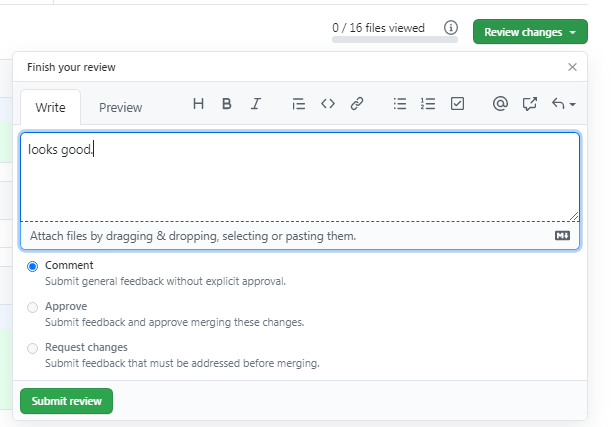 0 / 16 files viewed
Review changes
Finish your review
Write Preview
looks good.
Attach files by dragging & dropping, selecting or pasting them.
Comment
Submit general feedback without explicit approval.
Approve
Submit feedback and approve merging these changes.
Request changes
Submit feedback that must be addressed before merging.
Submit review